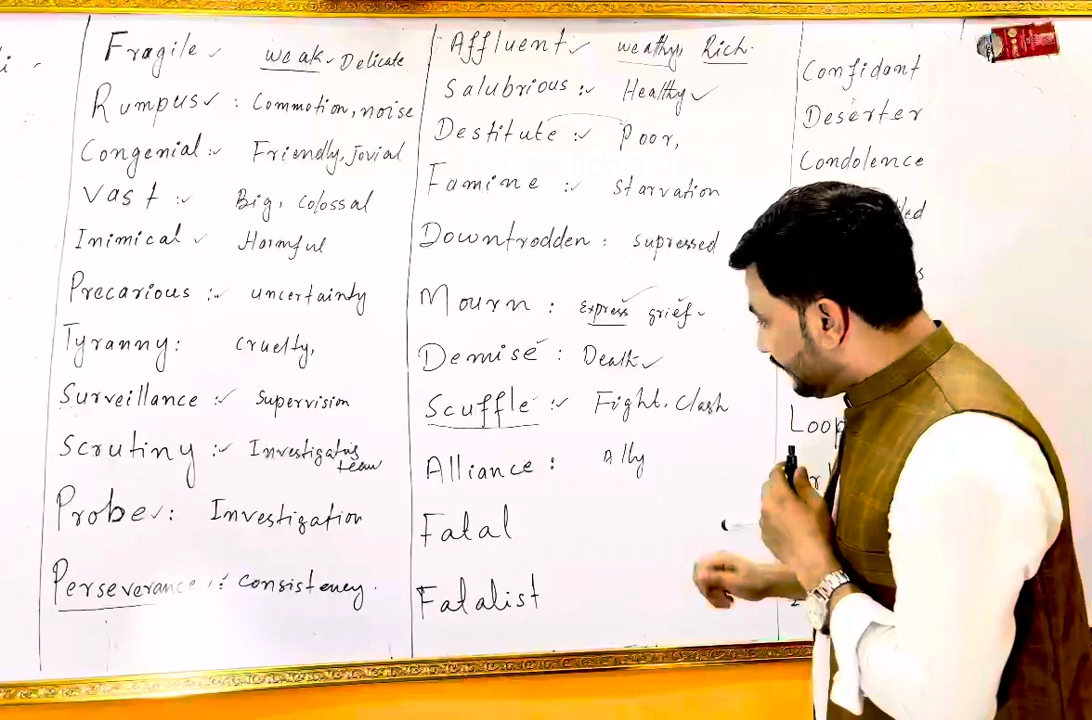 Fragile weak Delicate
Rumpus : Commotion, noise
Congenial : Friendly, Jovial
Vast : Big, colossal
Inimical Harmful
Precarious : uncertainty
Tyranny : cruelty,
Surveillance : supervision
Scrutiny : Investigating
team
Probe : Investigation
Perseverance : consistency.
Affluent weathy, Rich.
Salubrious : Healthy
Destitute : Poor,
Famine : starvation
Downtrodden : supressed
Mourn : express grief
Demise : Death
Scuffle : Fight, Clash
Alliance : Ally
Fatal
Fatalist
Confidant
Deserter
Condolence
Loop